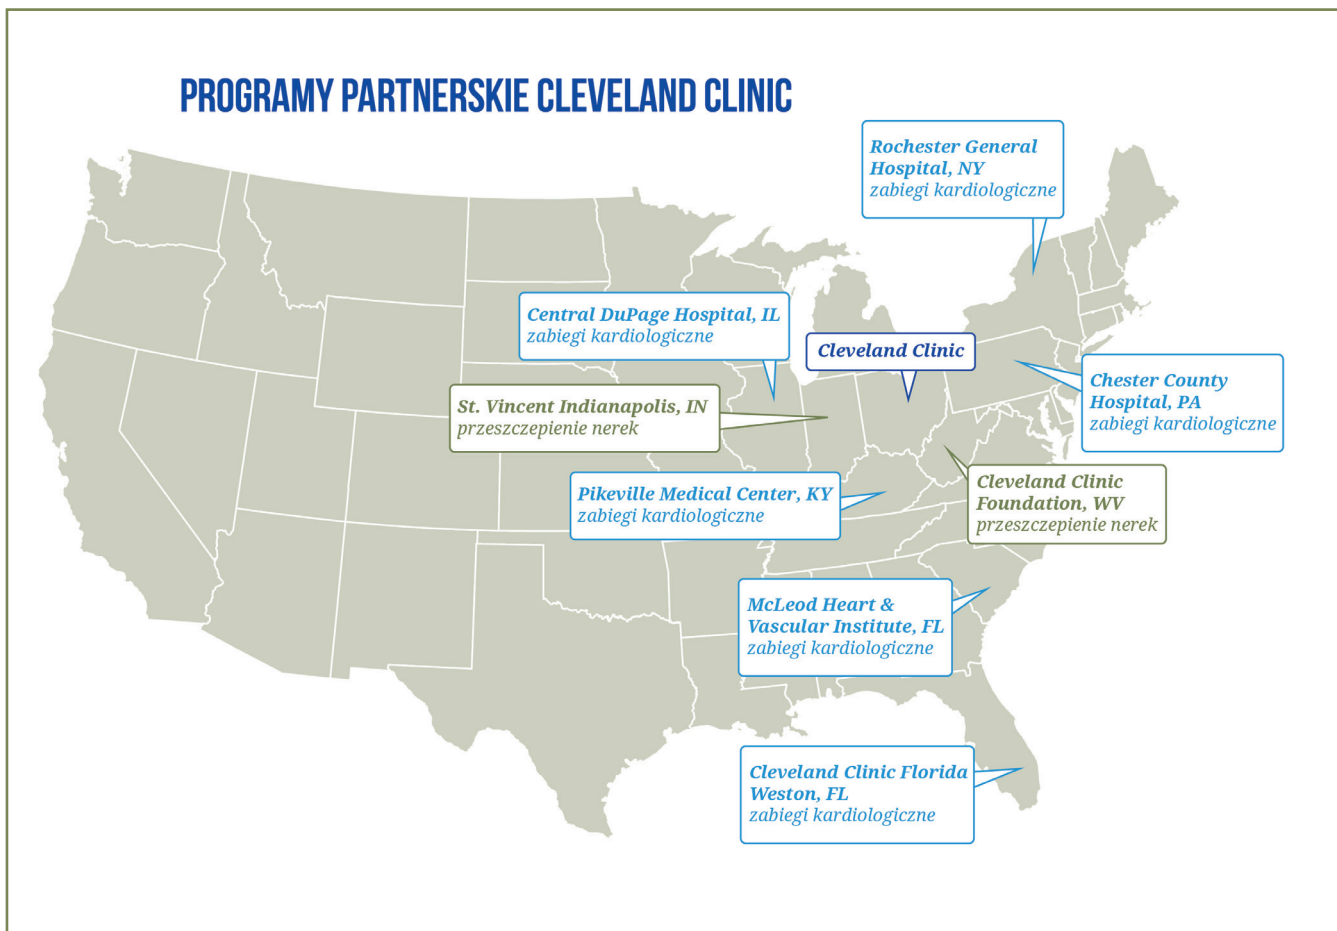 PROGRAMY PARTNERSKIE CLEVELAND CLINIC
Rochester General
Hospital, NY
zabiegi kardiologiczne
Central DuPage Hospital, IL
zabiegi kardiologiczne
Cleveland Clinic
Chester County
Hospital, PA
zabiegi kardiologiczne
St. Vincent Indianapolis, IN
przeszczepienie nerek
Pikeville Medical Center, KY
zabiegi kardiologiczne
Cleveland Clinic
Foundation, WV
przeszczepienie nerek
McLeod Heart &
Vascular Institute, FL
zabiegi kardiologiczne
Cleveland Clinic Florida
Weston, FL
zabiegi kardiologiczne